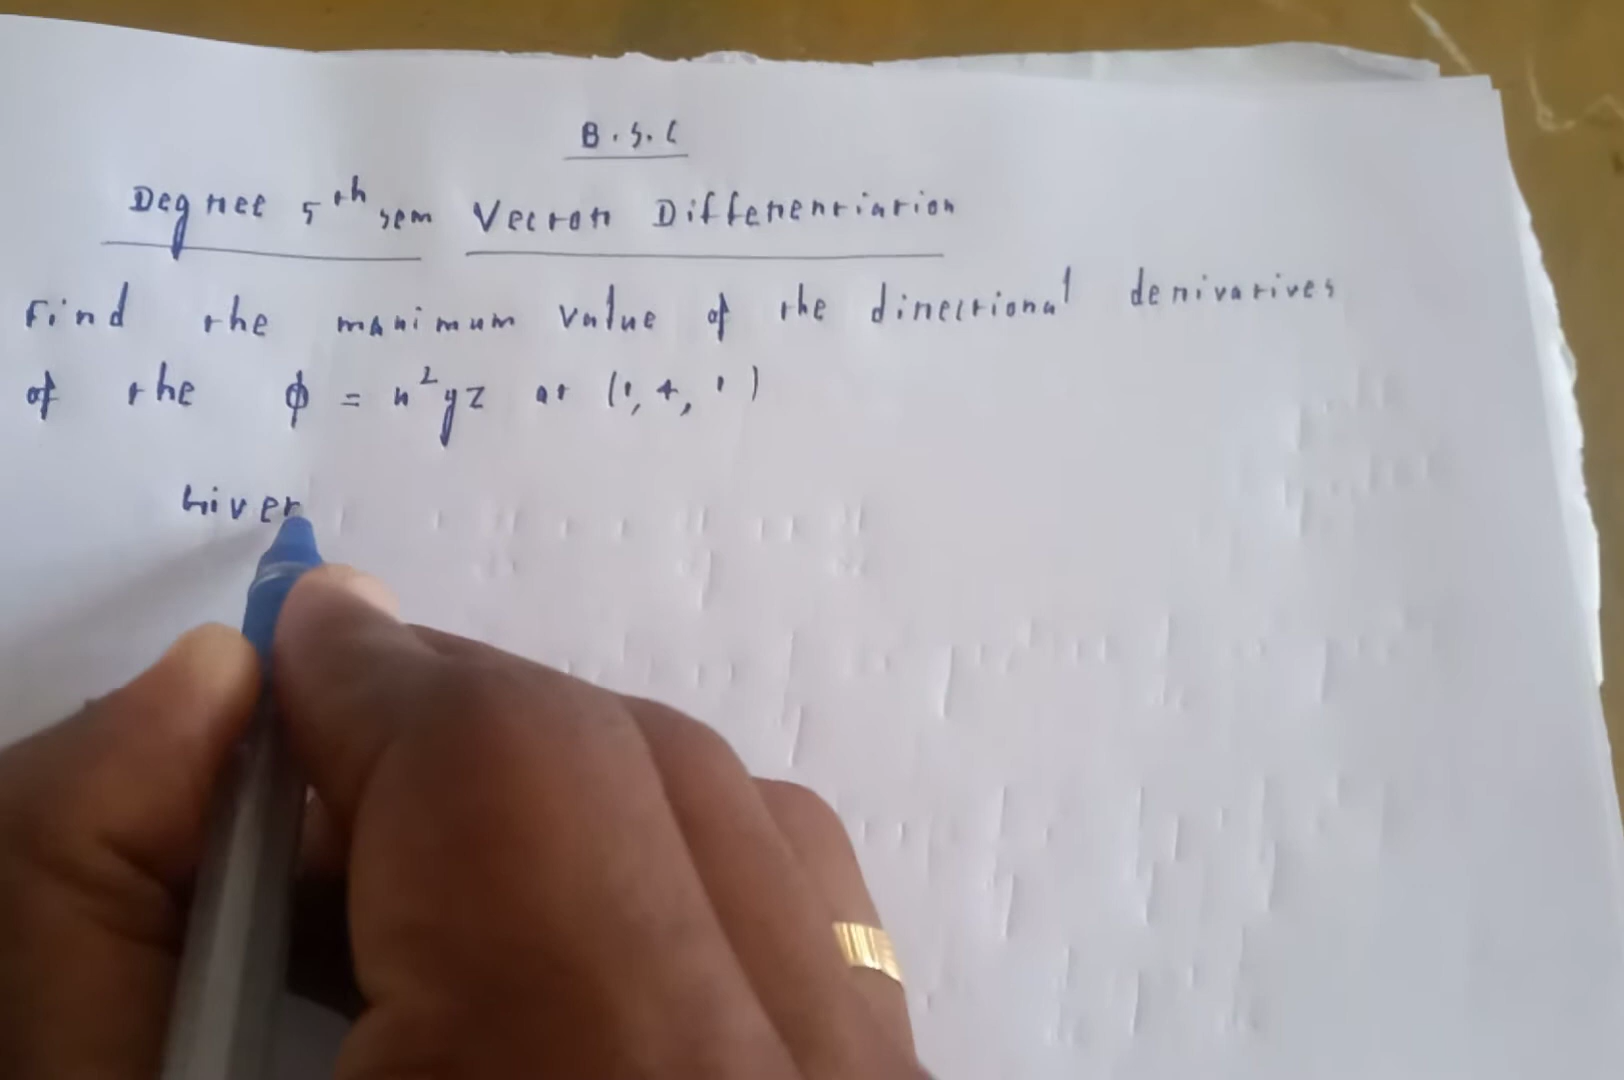 B.S.C
Degree 5th sem Vector Differentiation
Find the maximum value of the directional derivatives
of the ϕ = x²yz at (1, 4, 1)
Given